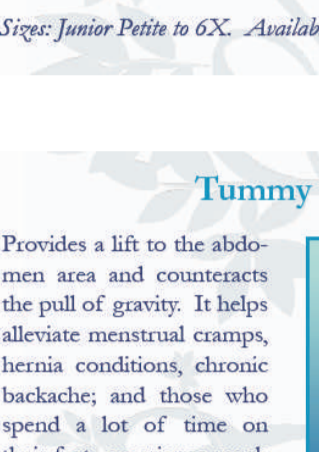 Sizes: Junior Petite to 6X. Availab
Tummy
Provides a lift to the abdo-
men area and counteracts
the pull of gravity. It helps
alleviate menstrual cramps,
hernia conditions, chronic
backache; and those who
spend a lot of time on